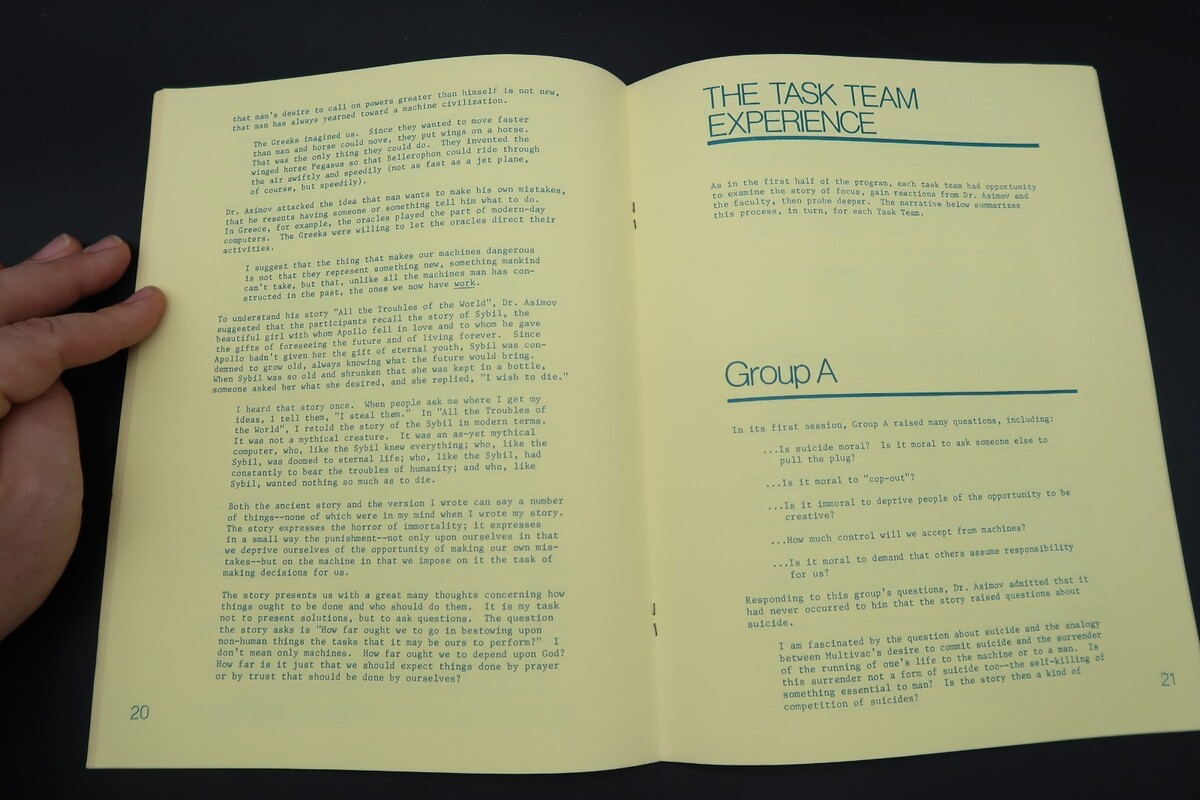 that man's desire to call on powers greater than himself is not new,
that man has always yearned toward a machine civilization.
The Greeks imagined us. Since they wanted to move faster
than man and horse could move, they put wings on a horse.
That was the only thing they could do. They invented the
winged horse Pegasus so that Bellerophon could ride through
the air swiftly and speedily (not as fast as a jet plane,
of course, but speedily).
Dr. Asimov attacked the idea that man wants to make his own mistakes,
that he resents having someone or something tell him what to do.
In Greece, for example, the oracles played the part of modern-day
computers. The Greeks were willing to let the oracles direct their
activities.
I suggest that the thing that makes our machines dangerous
is not that they represent something new, something mankind
can't take, but that, unlike all the machines man has con-
structed in the past, the ones we now have work.
To understand his story "All the Troubles of the World", Dr. Asimov
suggested that the participants recall the story of Sybil, the
beautiful girl with whom Apollo fell in love and to whom he gave
the gifts of foreseeing the future and of living forever. Since
Apollo hadn't given her the gift of eternal youth, Sybil was con-
demned to grow old, always knowing what the future would bring.
When Sybil was so old and shrunken that she was kept in a bottle,
someone asked her what she desired, and she replied, "I wish to die."
I heard that story once. When people ask me where I get my
ideas, I tell them, "I steal them." In "All the Troubles of
the World", I retold the story of the Sybil in modern terms.
It was not a mythical creature. It was an as-yet mythical
computer, who, like the Sybil knew everything; who, like the
Sybil, was doomed to eternal life; who, like the Sybil, had
constantly to bear the troubles of humanity; and who, like
Sybil, wanted nothing so much as to die.
Both the ancient story and the version I wrote can say a number
of things--none of which were in my mind when I wrote my story.
The story expresses the horror of immortality; it expresses
in a small way the punishment--not only upon ourselves in that
we deprive ourselves of the opportunity of making our own mis-
takes--but on the machine in that we impose on it the task of
making decisions for us.
The story presents us with a great many thoughts concerning how
things ought to be done and who should do them. It is my task
not to present solutions, but to ask questions. The question
the story asks is "How far ought we to go in bestowing upon
non-human things the tasks that it may be ours to perform?" I
don't mean only machines. How far ought we to depend upon God?
How far is it just that we should expect things done by prayer
or by trust that should be done by ourselves?
20
THE TASK TEAM
EXPERIENCE
As in the first half of the program, each task team had opportunity
to examine the story of focus, gain reactions from Dr. Asimov and
the faculty, then probe deeper. The narrative below summarizes
this process, in turn, for each Task Team.
Group A
In its first session, Group A raised many questions, including:
...Is suicide moral? Is it moral to ask someone else to
pull the plug?
...Is it moral to "cop-out"?
...Is it immoral to deprive people of the opportunity to be
creative?
...How much control will we accept from machines?
...Is it moral to demand that others assume responsibility
for us?
Responding to this group's questions, Dr. Asimov admitted that it
had never occurred to him that the story raised questions about
suicide.
I am fascinated by the question about suicide and the analogy
between Multivac's desire to commit suicide and the surrender
of the running of one's life to the machine or to a man. Is
this surrender not a form of suicide too--the self-killing of
something essential to man? Is the story then a kind of
competition of suicides?
21